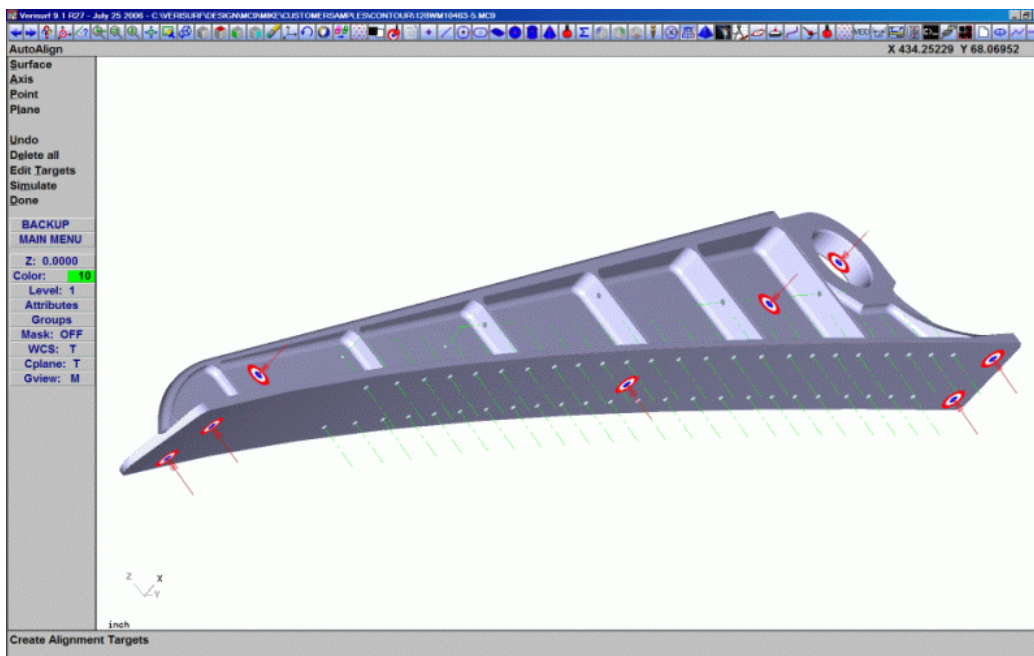 Verisurf 9.1 R27 - July 25 2006 - C:\VERISURF\DESIGN\MC9\MIKE\CUSTOMERSAMPLES\CONTOUR\128WM10463-5.MC9
AutoAlign
X 434.25229 Y 68.06952
Surface
Axis
Point
Plane
Undo
Delete all
Edit Targets
Simulate
Done
BACKUP
MAIN MENU
Z: 0.0000
Color: 10
Level: 1
Attributes
Groups
Mask: OFF
WCS: T
Cplane: T
Gview: M
Z X
Y
inch
Create Alignment Targets